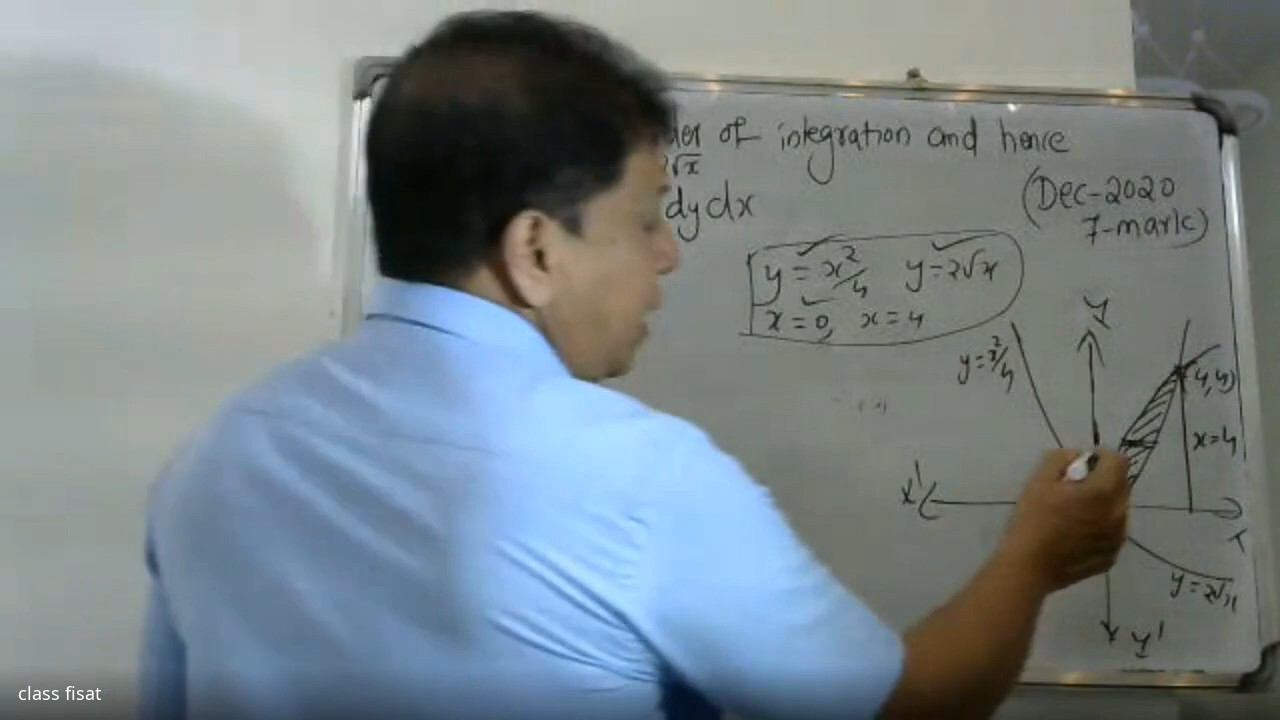 of integration and hence
√x
dy dx
(Dec-2020
7-mark)
y = x²/4 y = 2√x
x = 0, x = 4
y
y = x²/4
(4,4)
x=4
x'
x
y = 2√x
y'
class fisat